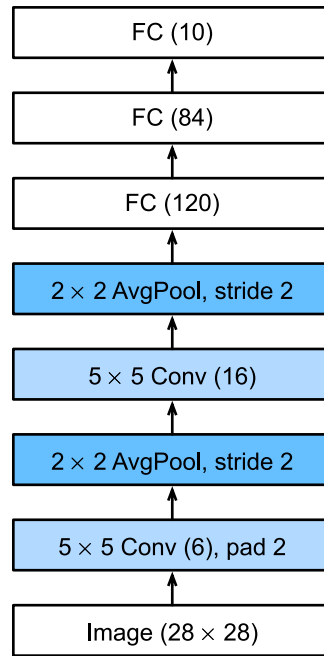 FC (10)
FC (84)
FC (120)
2 × 2 AvgPool, stride 2
5 × 5 Conv (16)
2 × 2 AvgPool, stride 2
5 × 5 Conv (6), pad 2
Image (28 × 28)